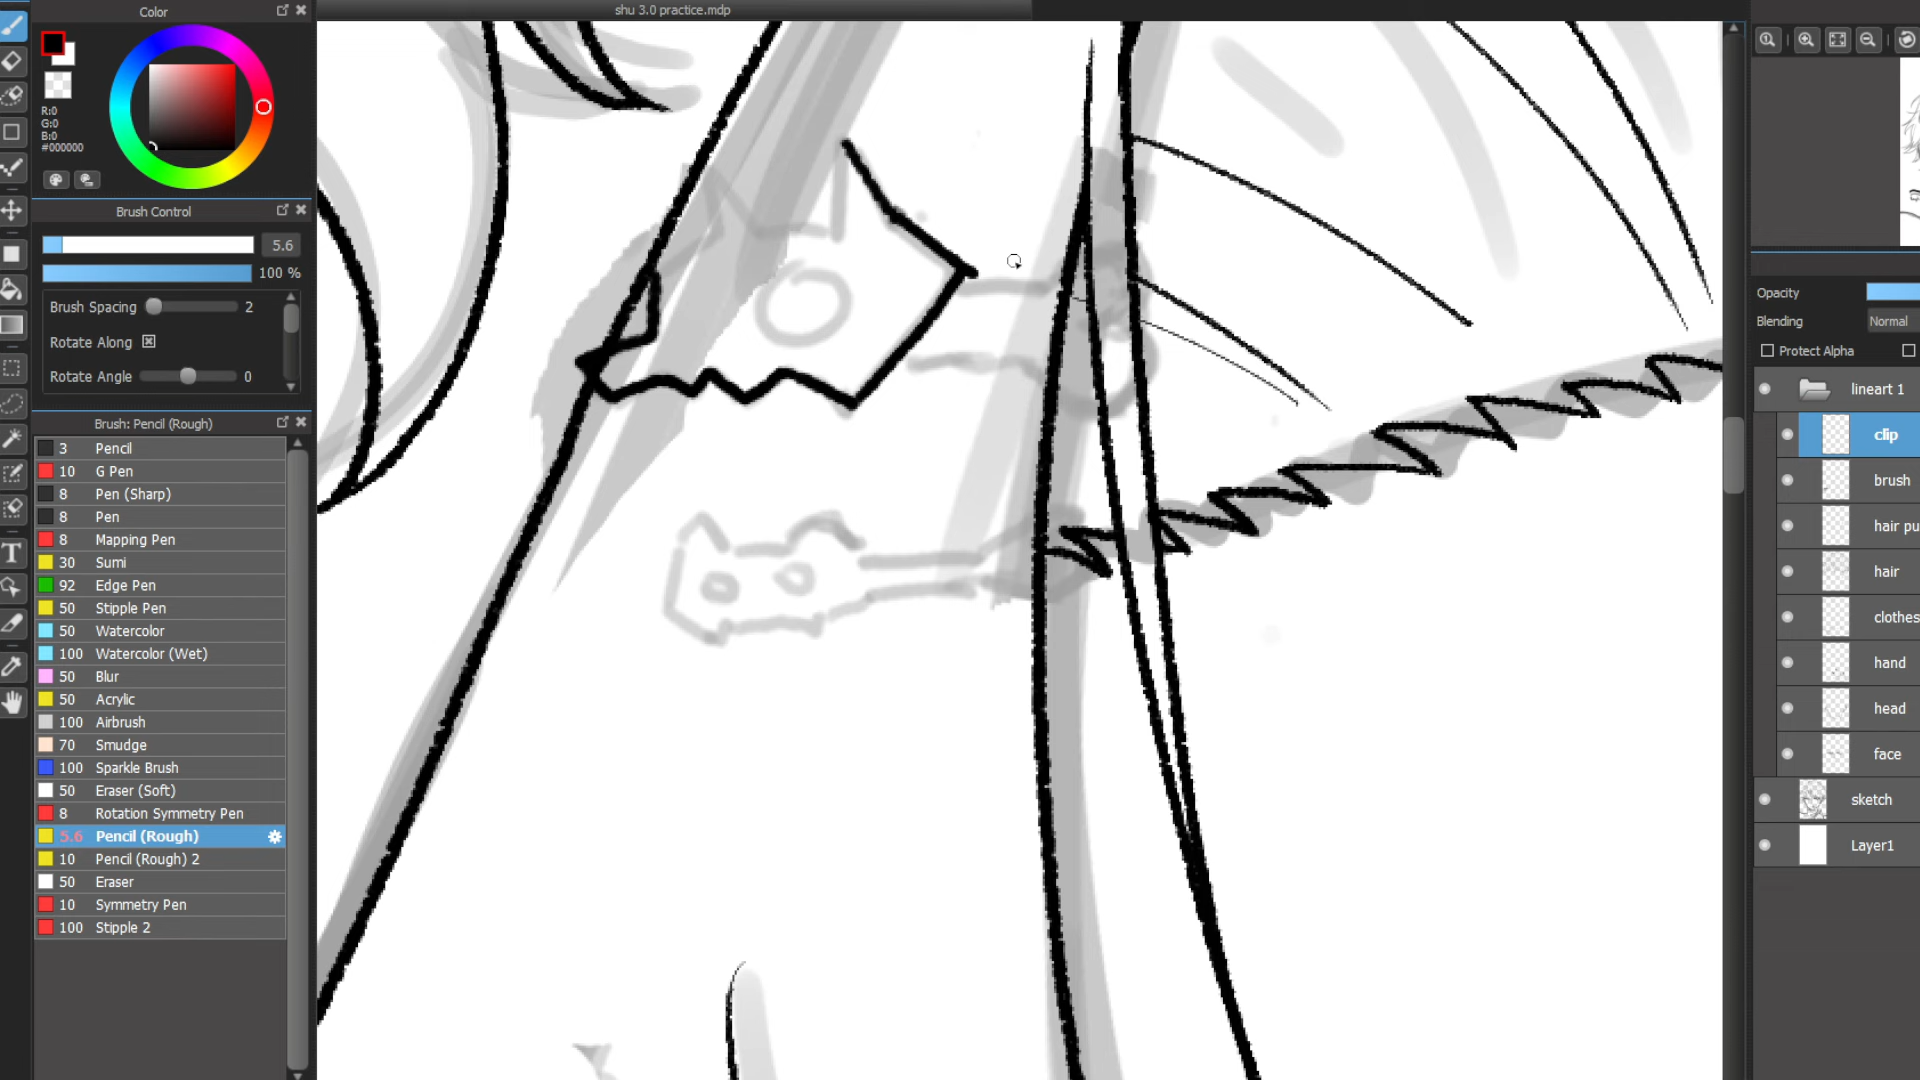 Color
shu 3.0 practice.mdp
R:0
G:0
B:0
#000000
Brush Control
5.6
100 %
Brush Spacing 2
Rotate Along
Rotate Angle 0
Brush: Pencil (Rough)
3 Pencil
10 G Pen
8 Pen (Sharp)
8 Pen
8 Mapping Pen
30 Sumi
92 Edge Pen
50 Stipple Pen
50 Watercolor
100 Watercolor (Wet)
50 Blur
50 Acrylic
100 Airbrush
70 Smudge
100 Sparkle Brush
50 Eraser (Soft)
8 Rotation Symmetry Pen
5.6 Pencil (Rough)
10 Pencil (Rough) 2
50 Eraser
10 Symmetry Pen
100 Stipple 2
T
Opacity
Blending Normal
Protect Alpha
lineart 1
clip
brush
hair pu
hair
clothes
hand
head
face
sketch
Layer1